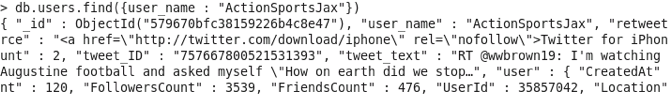 > db.users.find({user_name : "ActionSportsJax"})
{ "_id" : ObjectId("579670bfc38159226b4c8e47"), "user_name" : "ActionSportsJax", "retweet
rce" : "<a href=\"http://twitter.com/download/iphone\" rel=\"nofollow\">Twitter for iPhon
unt" : 2, "tweet_ID" : "757667800521531393", "tweet_text" : "RT @wwbrown19: I'm watching
Augustine football and asked myself \"How on earth did we stop…", "user" : { "CreatedAt"
nt" : 120, "FollowersCount" : 3539, "FriendsCount" : 476, "UserId" : 35857042, "Location"